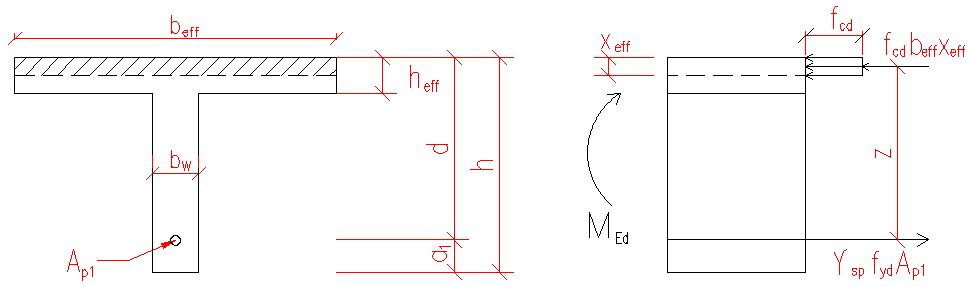 b_eff
h_eff
b_w
d
h
a_1
A_p1
x_eff
f_cd
f_cd b_eff x_eff
z
M_Ed
γ_sp f_yd A_p1